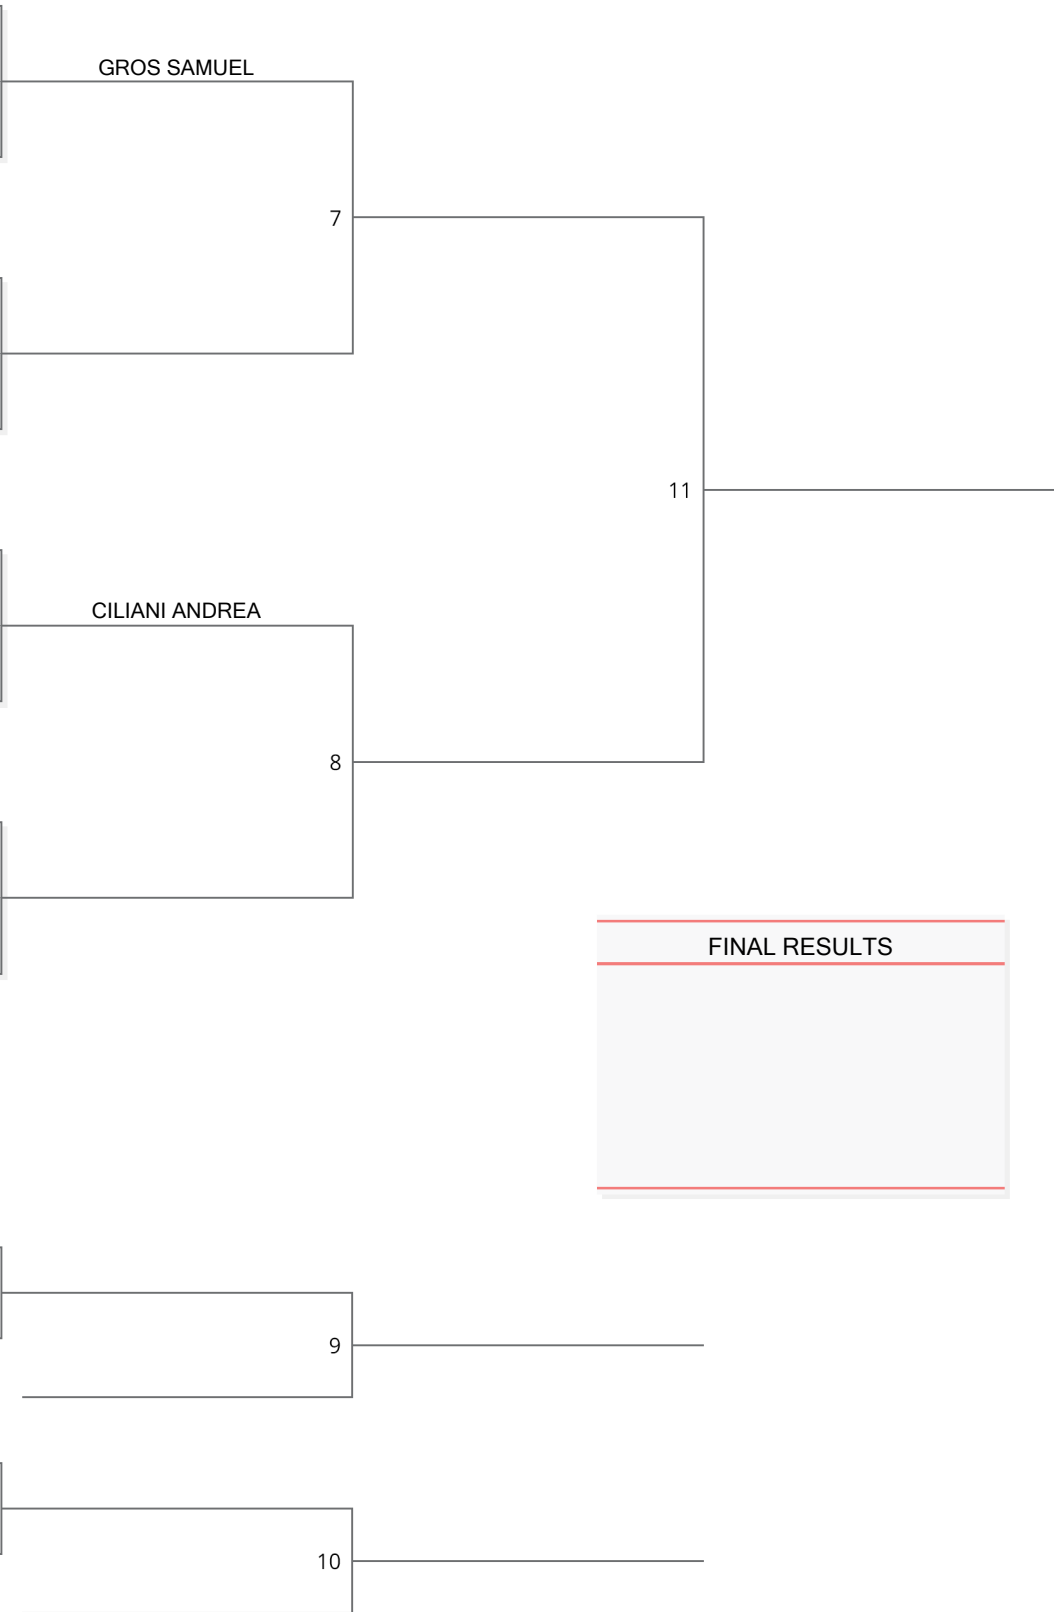 GROS SAMUEL
7
11
CILIANI ANDREA
8
FINAL RESULTS
9
10